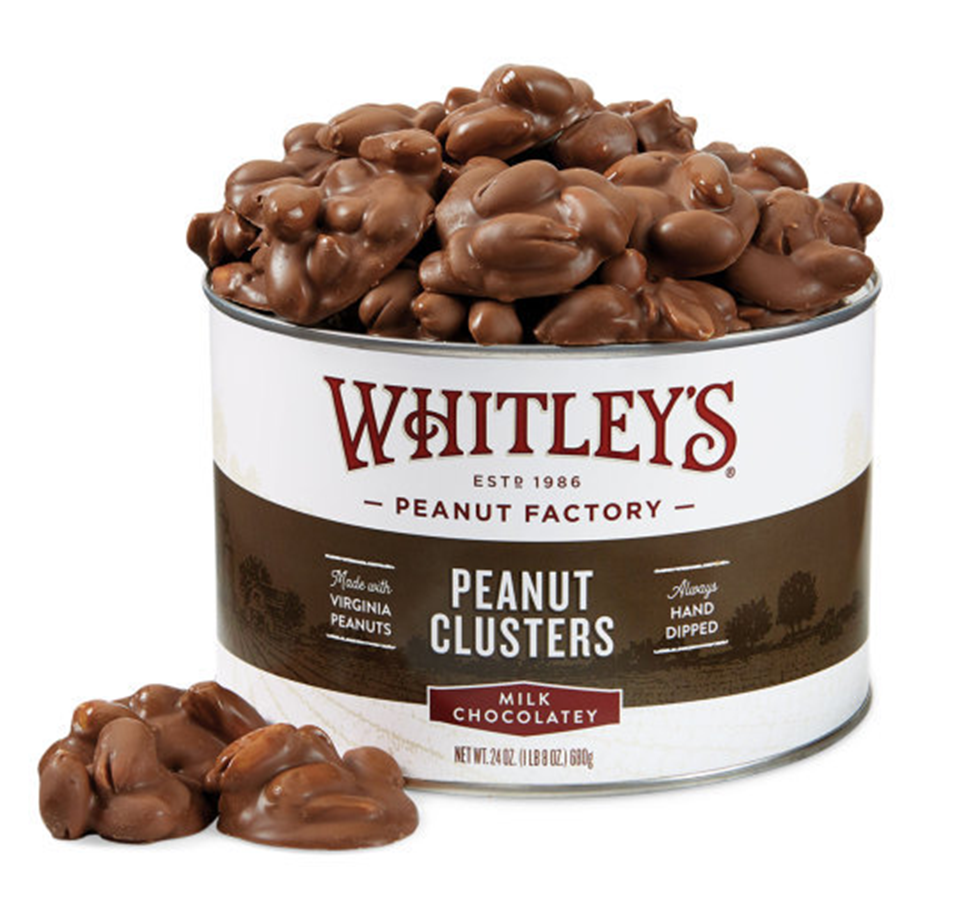 WHITLEY'S®
ESTD 1986
— PEANUT FACTORY —
Made with
VIRGINIA
PEANUTS
PEANUT
CLUSTERS
Always
HAND
DIPPED
MILK
CHOCOLATEY
NET WT. 24 OZ. (1 LB 8 OZ.) 680g